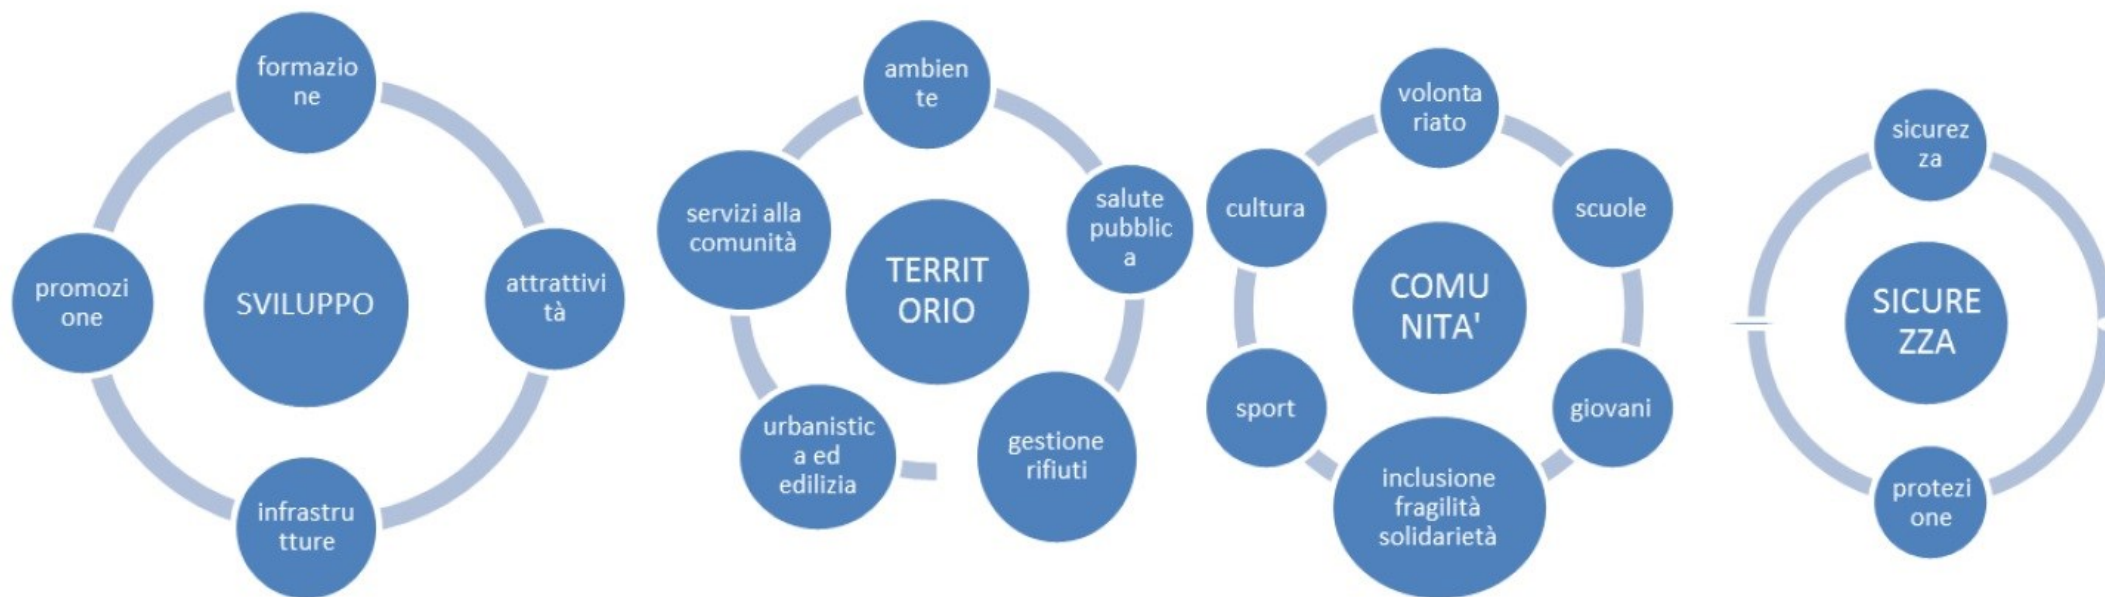 formazio
ne
attrattivi
tà
infrastru
tture
promozi
one
SVILUPPO
ambien
te
salute
pubblic
a
gestione
rifiuti
urbanistic
a ed
edilizia
servizi alla
comunità
TERRIT
ORIO
volonta
riato
scuole
giovani
inclusione
fragilità
solidarietà
sport
cultura
COMU
NITA'
sicurez
za
protezi
one
SICURE
ZZA